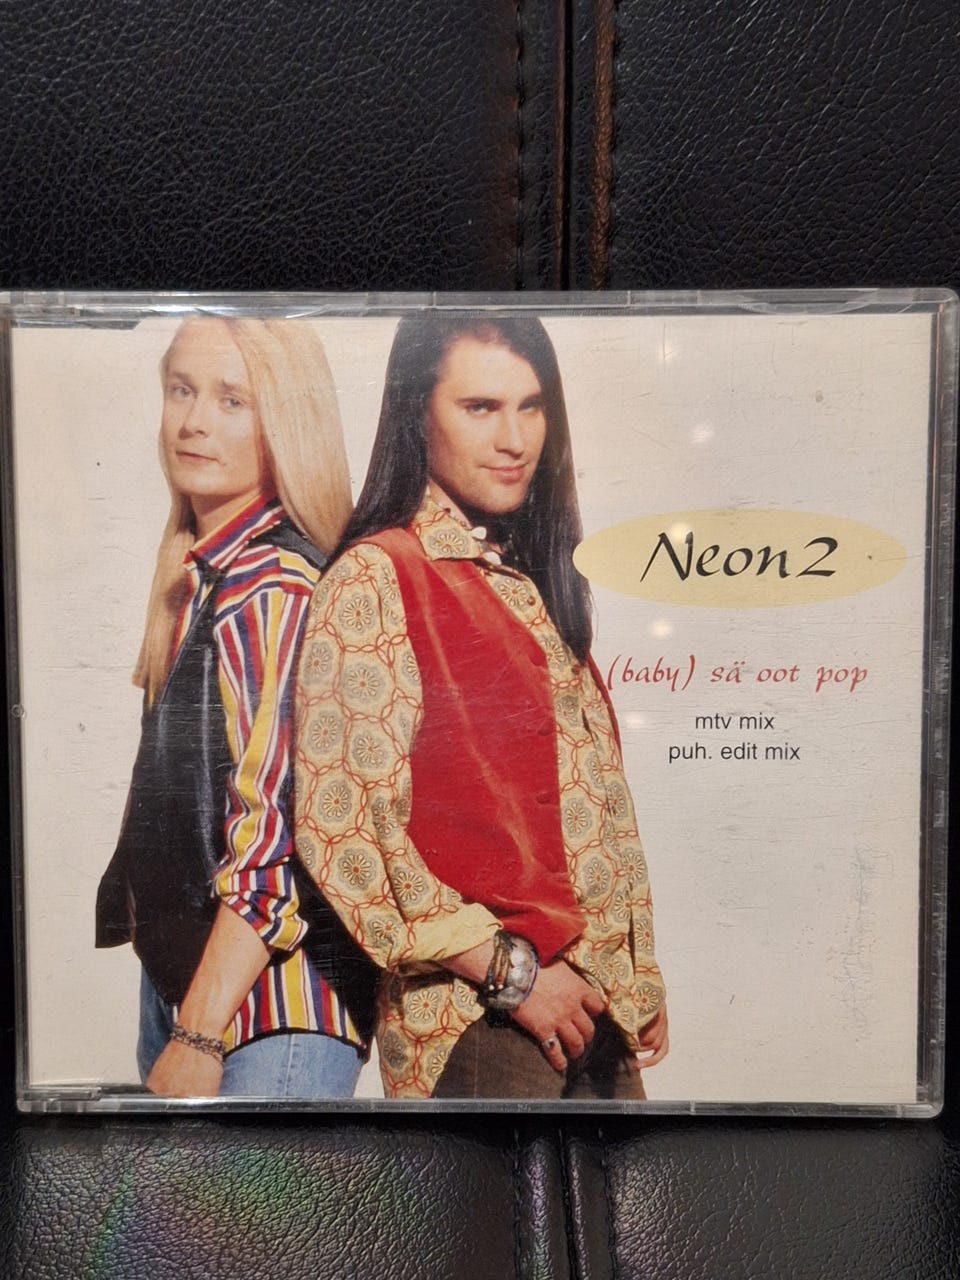 Neon 2
(baby) sä oot pop
mtv mix
puh. edit mix